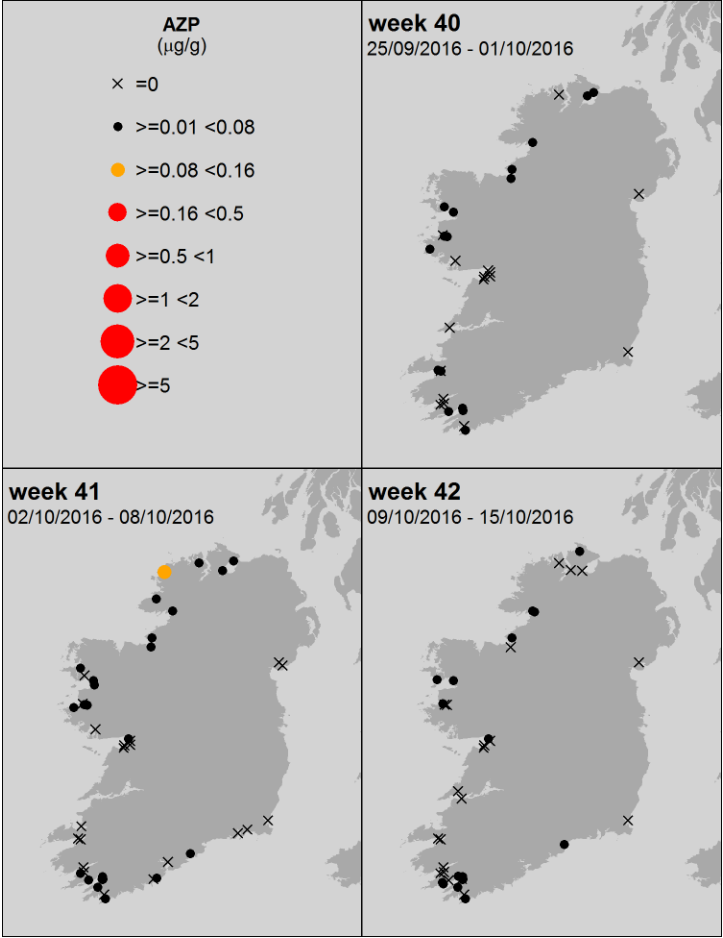 AZP
(µg/g)
=0
>=0.01 <0.08
>=0.08 <0.16
>=0.16 <0.5
>=0.5 <1
>=1 <2
>=2 <5
>=5
week 40
25/09/2016 - 01/10/2016
week 41
02/10/2016 - 08/10/2016
week 42
09/10/2016 - 15/10/2016